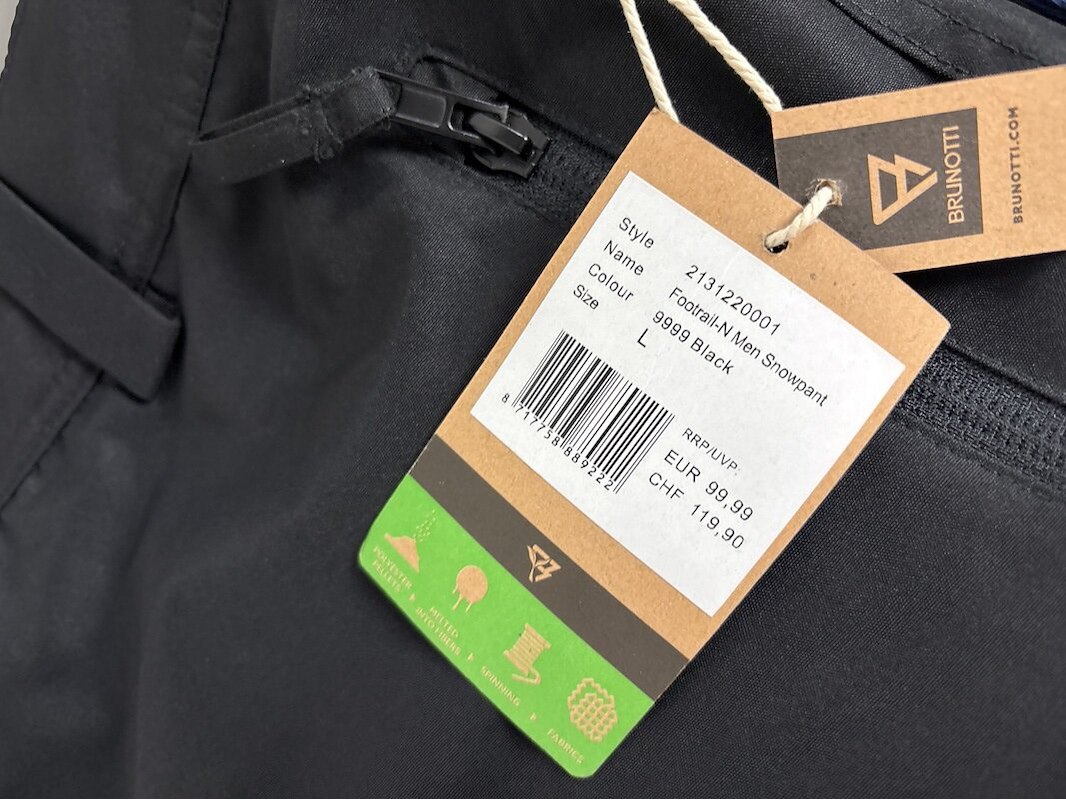 BRUNOTTI
BRUNOTTI.COM
Style 2131220001
Name Footrail-N Men Snowpant
Colour 9999 Black
Size L
8 717758 889222
RRP/UVP:
EUR 99,99
CHF 119,90
POLYESTER
PELLETS
MELTED
INTO FIBERS
SPINNING
FABRICS